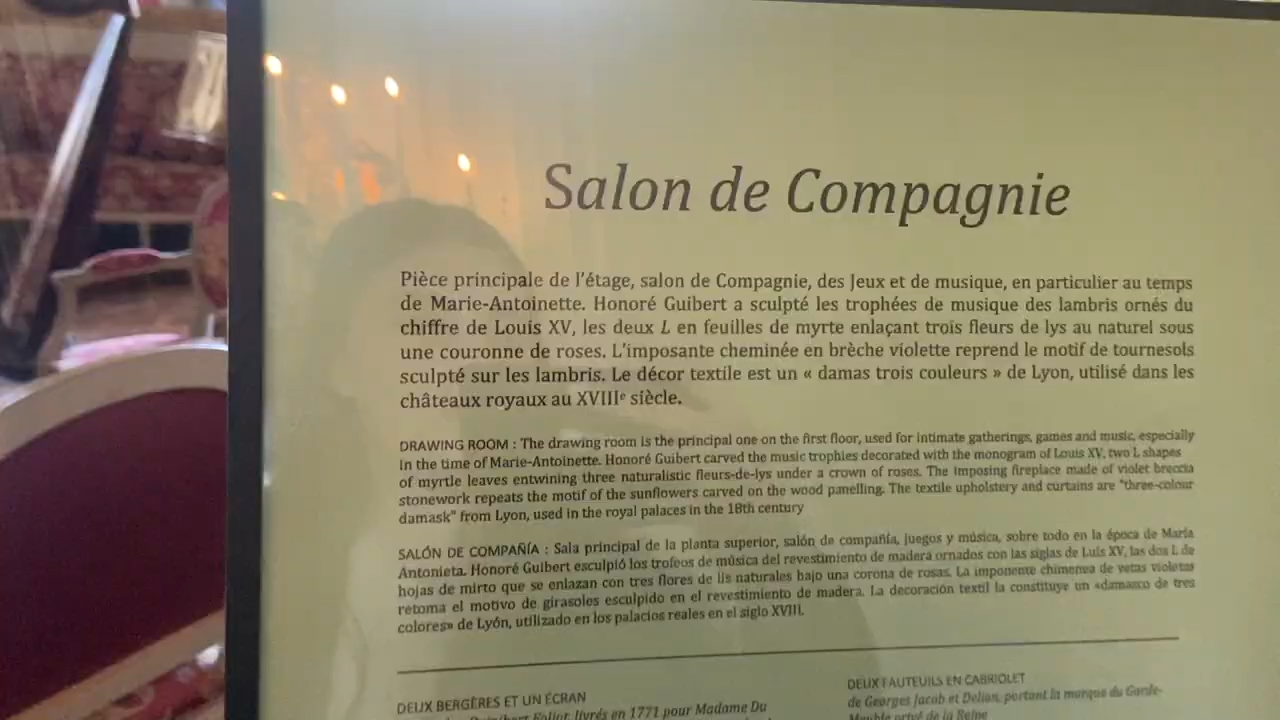 Salon de Compagnie
Pièce principale de l'étage, salon de Compagnie, des Jeux et de musique, en particulier au temps
de Marie-Antoinette. Honoré Guibert a sculpté les trophées de musique des lambris ornés du
chiffre de Louis XV, les deux L en feuilles de myrte enlaçant trois fleurs de lys au naturel sous
une couronne de roses. L'imposante cheminée en brèche violette reprend le motif de tournesols
sculpté sur les lambris. Le décor textile est un « damas trois couleurs » de Lyon, utilisé dans les
châteaux royaux au XVIIIe siècle.
DRAWING ROOM : The drawing room is the principal one on the first floor, used for intimate gatherings, games and music, especially
in the time of Marie-Antoinette. Honoré Guibert carved the music trophies decorated with the monogram of Louis XV, two L shapes
of myrtle leaves entwining three naturalistic fleurs-de-lys under a crown of roses. The imposing fireplace made of violet breccia
stonework repeats the motif of the sunflowers carved on the wood panelling. The textile upholstery and curtains are "three-colour
damask" from Lyon, used in the royal palaces in the 18th century
SALÓN DE COMPAÑÍA : Sala principal de la planta superior, salón de compañía, juegos y música, sobre todo en la época de María
Antonieta. Honoré Guibert esculpió los trofeos de música del revestimiento de madera ornados con las siglas de Luis XV, las dos L de
hojas de mirto que se enlazan con tres flores de lis naturales bajo una corona de rosas. La imponente chimenea de vetas violetas
retoma el motivo de girasoles esculpido en el revestimiento de madera. La decoración textil la constituye un «damasco de tres
colores» de Lyón, utilizado en los palacios reales en el siglo XVIII.
DEUX BERGÈRES ET UN ÉCRAN
Foliot, livrés en 1771 pour Madame Du
DEUX FAUTEUILS EN CABRIOLET
de Georges Jacob et Delion, portant la marque du Garde-
Meuble privé de la Reine